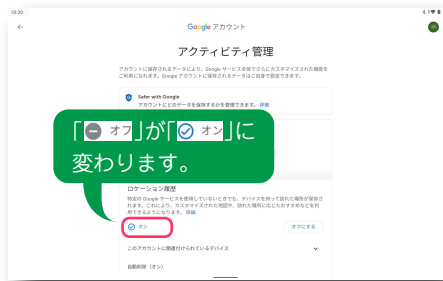 10:30
Google アカウント
アクティビティ管理
アカウントに保存されるデータにより、Google サービス全体でさらにカスタマイズされた機能を
ご利用になれます。Google アカウントに保存されるデータはご自身で設定できます。
Safer with Google
アカウントにどのデータを保存するかを管理できます。詳細
「オフ」が「オン」に
変わります。
ロケーション履歴
特定の Google サービスを使用していないときでも、デバイスを持って訪れた場所が保存さ
れます。これにより、カスタマイズされた地図や、訪れた場所に応じたおすすめなどを利
用できるようになります。詳細
オン
オフにする
このアカウントに関連付けられているデバイス
自動削除（オン）